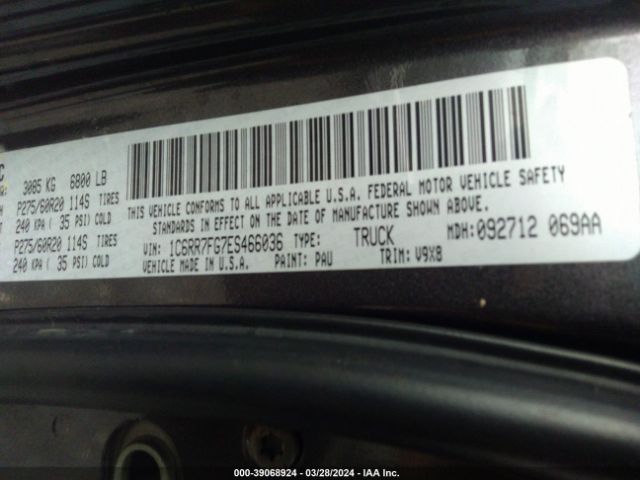 3085 KG 6800 LB
P275/60R20 114S TIRES
240 KPA ( 35 PSI) COLD
P275/60R20 114S TIRES
240 KPA ( 35 PSI) COLD
THIS VEHICLE CONFORMS TO ALL APPLICABLE U.S.A. FEDERAL MOTOR VEHICLE SAFETY
STANDARDS IN EFFECT ON THE DATE OF MANUFACTURE SHOWN ABOVE.
VIN: 1C6RR7FG7ES466036 TYPE: TRUCK MDH: 092712 069AA
VEHICLE MADE IN U.S.A. PAINT: PAU TRIM: V9X8
000-39068924 | 03/28/2024 - IAA Inc.